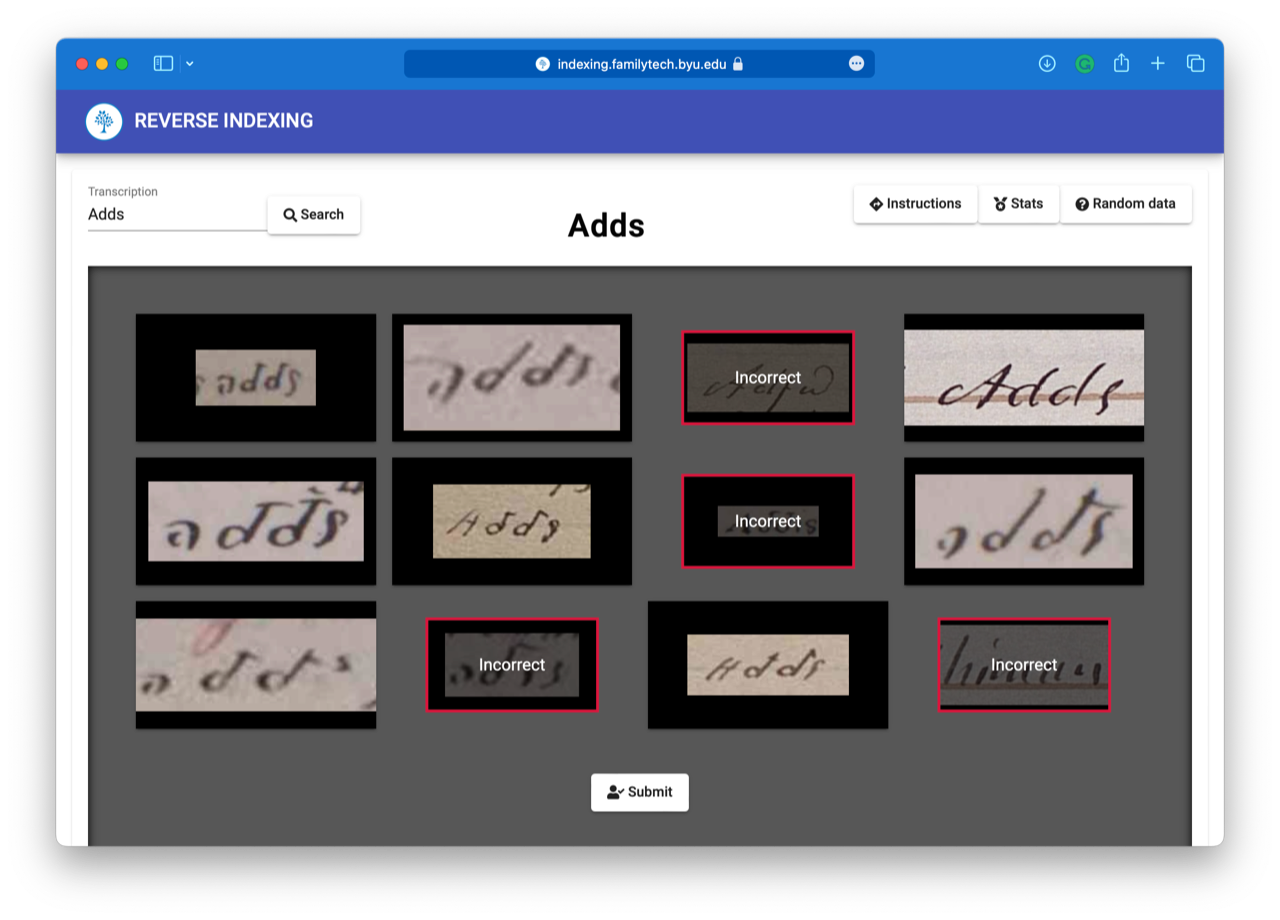 indexing.familytech.byu.edu
REVERSE INDEXING
Transcription
Adds
Search
Adds
Instructions
Stats
Random data
adds
adds
Incorrect
Adds
adds
Adds
Incorrect
adds
adds
Incorrect
Adds
Incorrect
Submit